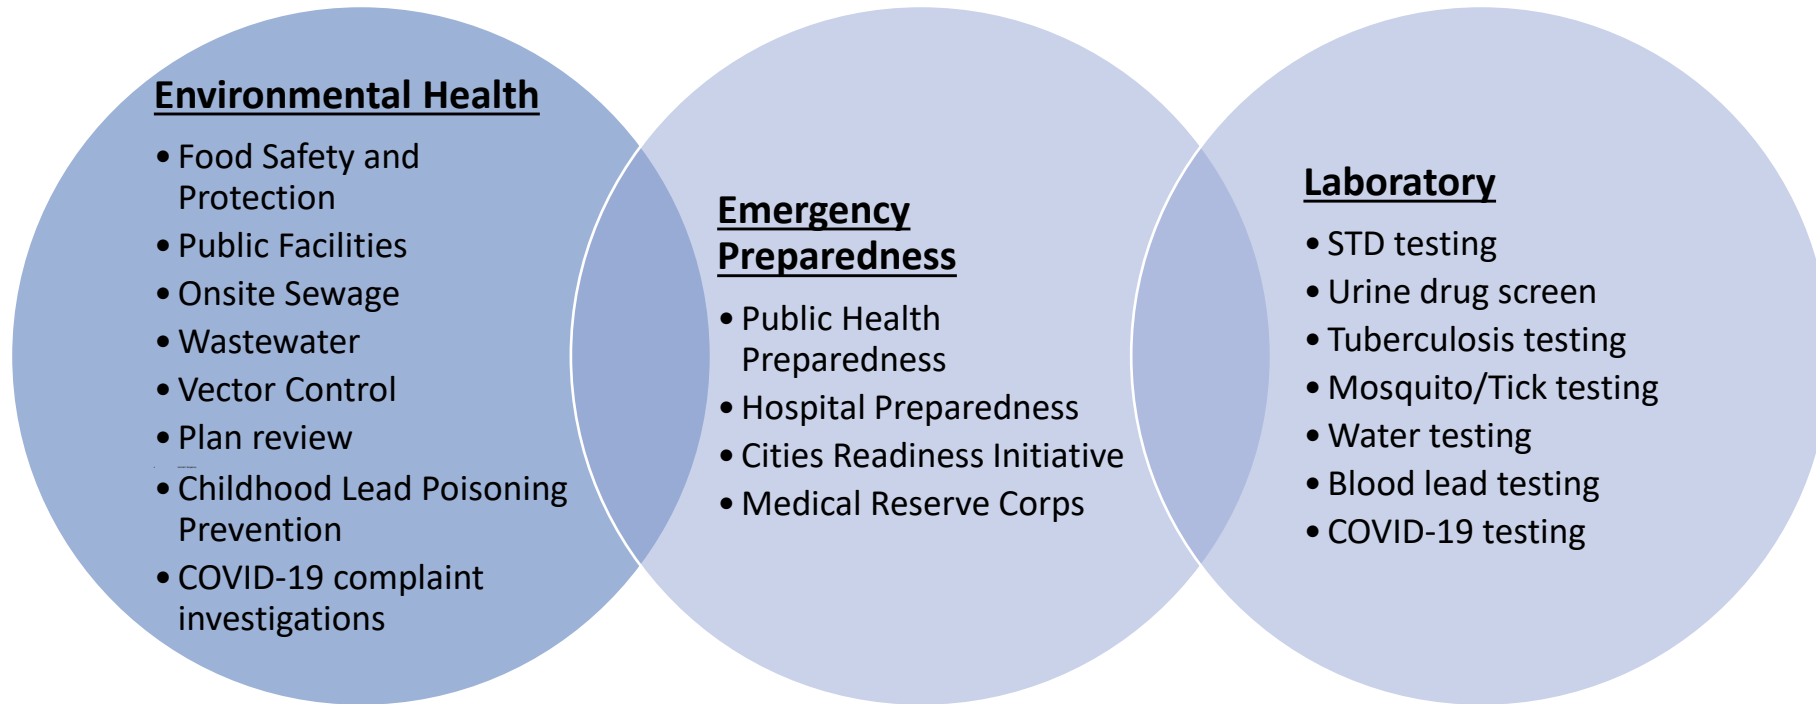 Environmental Health
• Food Safety and
Protection
• Public Facilities
• Onsite Sewage
• Wastewater
• Vector Control
• Plan review
• Childhood Lead Poisoning
Prevention
• COVID-19 complaint
investigations
Emergency
Preparedness
• Public Health
Preparedness
• Hospital Preparedness
• Cities Readiness Initiative
• Medical Reserve Corps
Laboratory
• STD testing
• Urine drug screen
• Tuberculosis testing
• Mosquito/Tick testing
• Water testing
• Blood lead testing
• COVID-19 testing